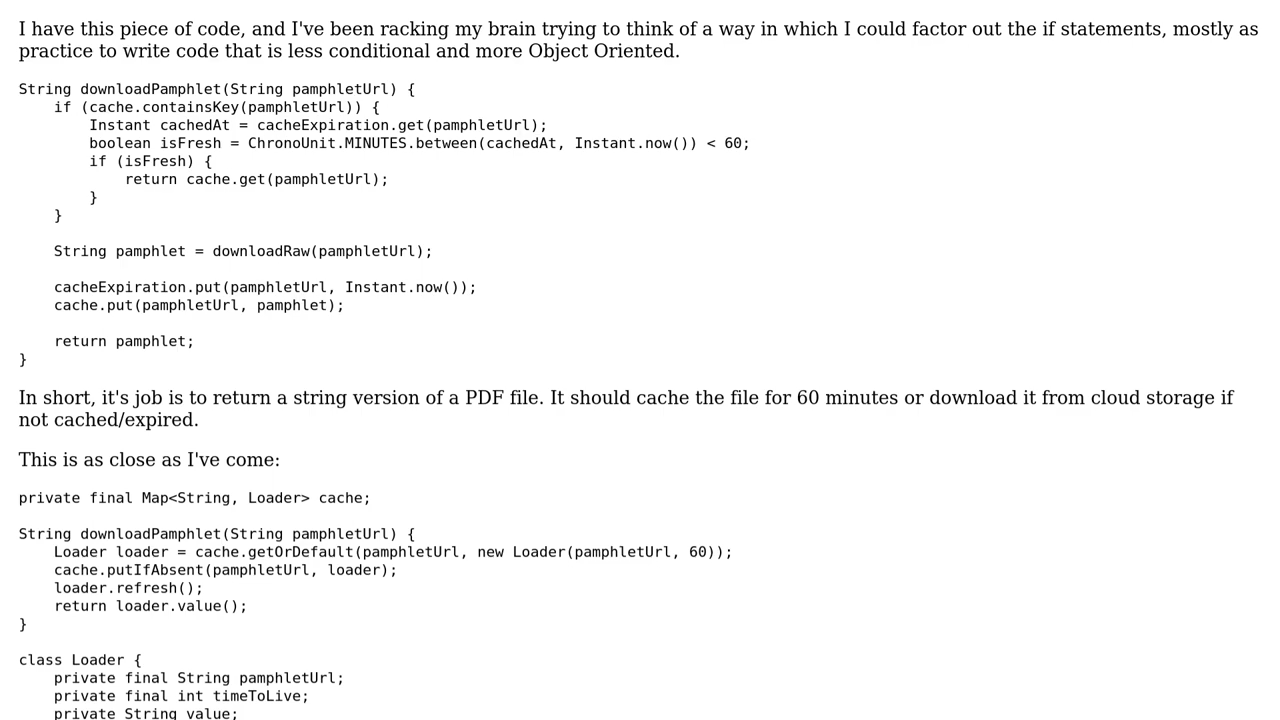 I have this piece of code, and I've been racking my brain trying to think of a way in which I could factor out the if statements, mostly as
practice to write code that is less conditional and more Object Oriented.
String downloadPamphlet(String pamphletUrl) {
    if (cache.containsKey(pamphletUrl)) {
        Instant cachedAt = cacheExpiration.get(pamphletUrl);
        boolean isFresh = ChronoUnit.MINUTES.between(cachedAt, Instant.now()) < 60;
        if (isFresh) {
            return cache.get(pamphletUrl);
        }
    }
    String pamphlet = downloadRaw(pamphletUrl);
    cacheExpiration.put(pamphletUrl, Instant.now());
    cache.put(pamphletUrl, pamphlet);
    return pamphlet;
}
In short, it's job is to return a string version of a PDF file. It should cache the file for 60 minutes or download it from cloud storage if
not cached/expired.
This is as close as I've come:
private final Map<String, Loader> cache;
String downloadPamphlet(String pamphletUrl) {
    Loader loader = cache.getOrDefault(pamphletUrl, new Loader(pamphletUrl, 60));
    cache.putIfAbsent(pamphletUrl, loader);
    loader.refresh();
    return loader.value();
}
class Loader {
    private final String pamphletUrl;
    private final int timeToLive;
    private String value;